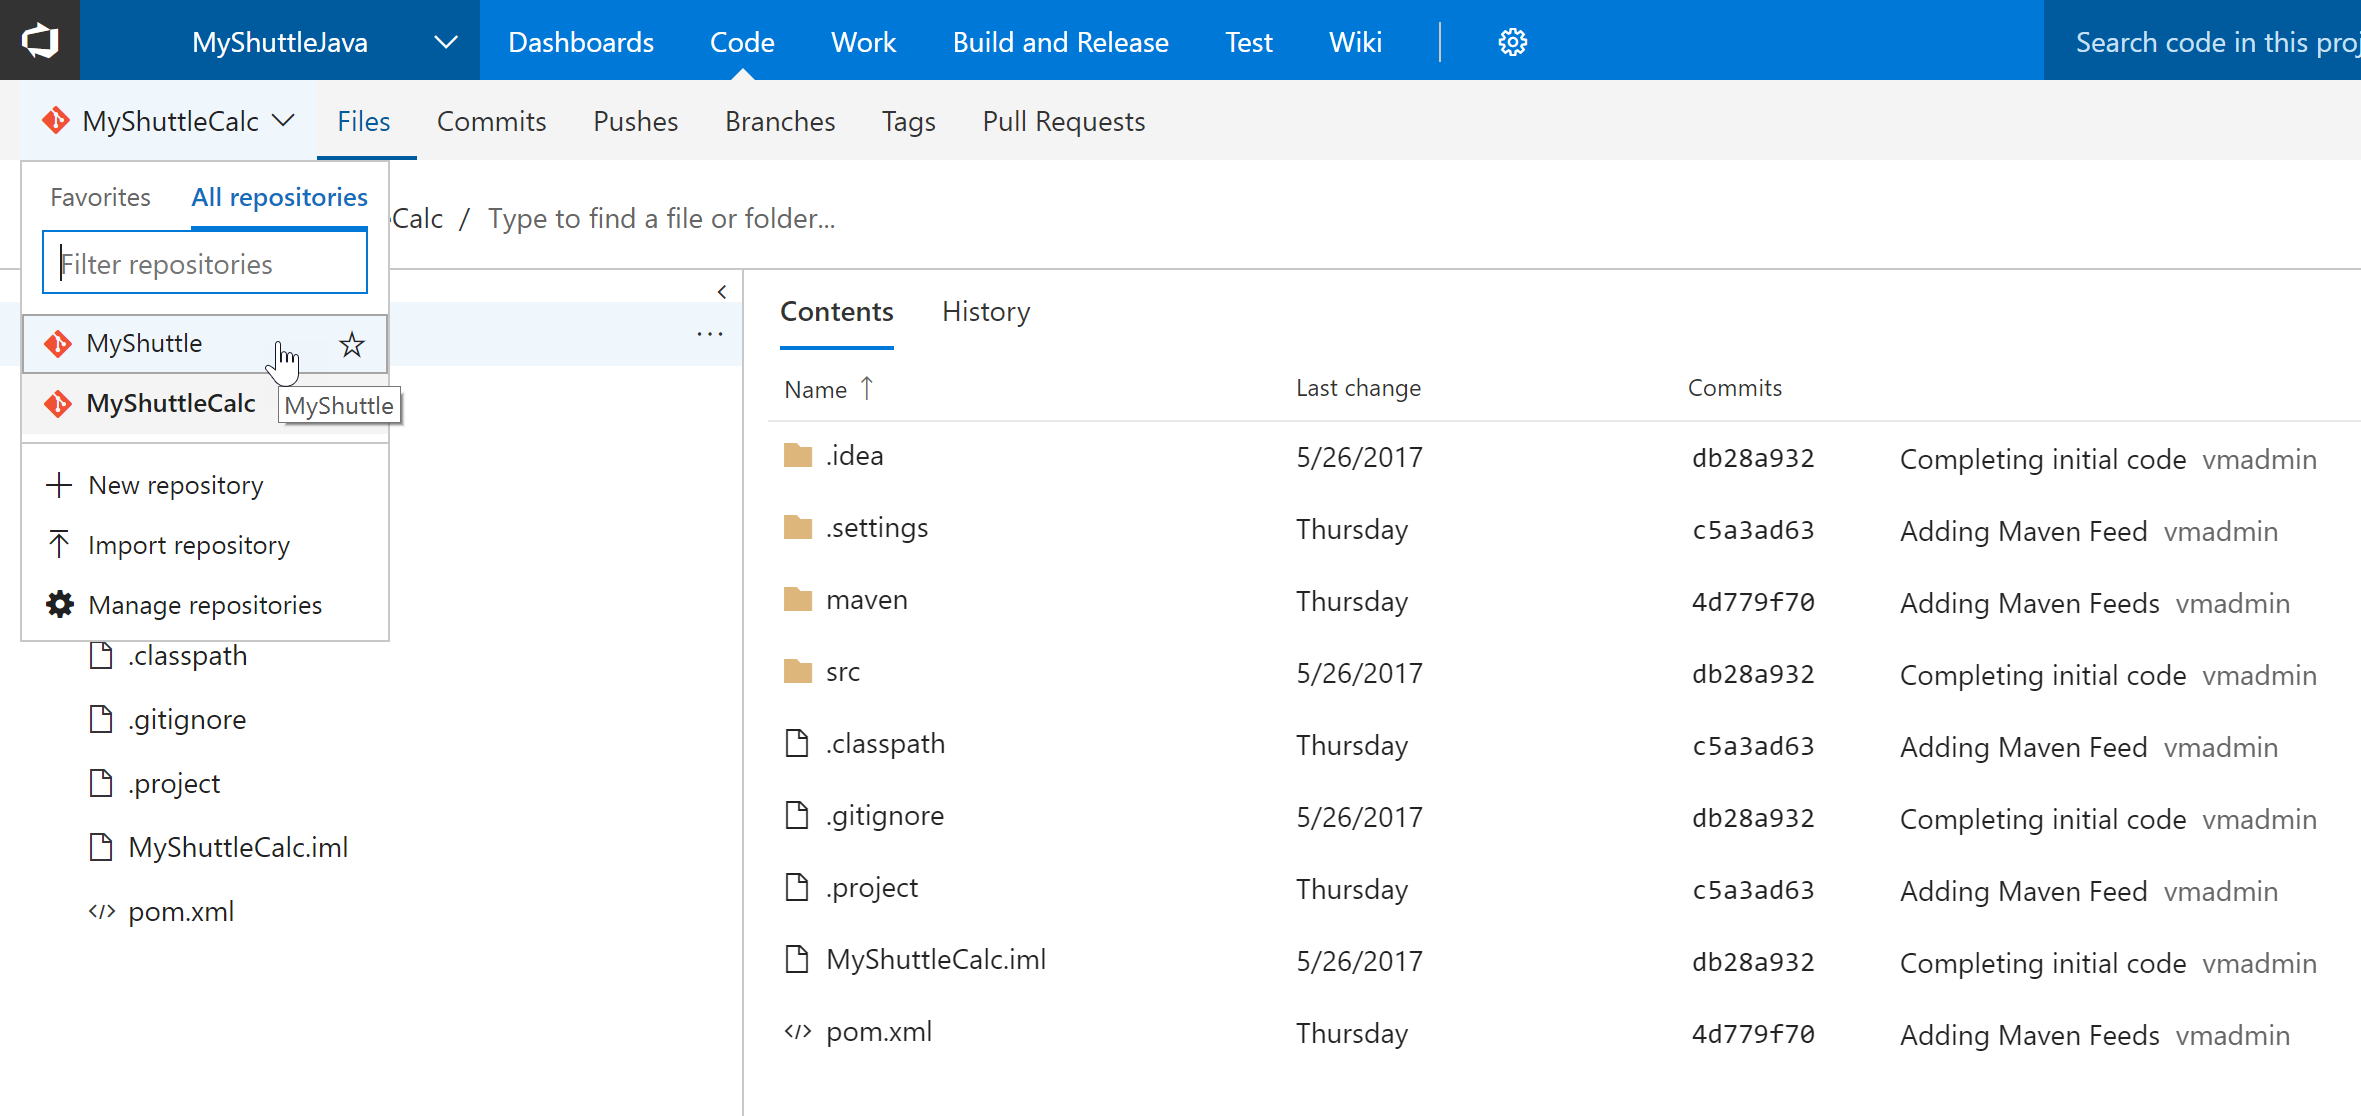 MyShuttleJava Dashboards Code Work Build and Release Test Wiki Search code in this
MyShuttleCalc Files Commits Pushes Branches Tags Pull Requests
Favorites All repositories
Calc / Type to find a file or folder...
Filter repositories
MyShuttle
MyShuttleCalc
MyShuttle
New repository
Import repository
Manage repositories
.classpath
.gitignore
.project
MyShuttleCalc.iml
pom.xml
Contents History
Name Last change Commits
.idea 5/26/2017 db28a932 Completing initial code vmadmin
.settings Thursday c5a3ad63 Adding Maven Feed vmadmin
maven Thursday 4d779f70 Adding Maven Feeds vmadmin
src 5/26/2017 db28a932 Completing initial code vmadmin
.classpath Thursday c5a3ad63 Adding Maven Feed vmadmin
.gitignore 5/26/2017 db28a932 Completing initial code vmadmin
.project Thursday c5a3ad63 Adding Maven Feed vmadmin
MyShuttleCalc.iml 5/26/2017 db28a932 Completing initial code vmadmin
pom.xml Thursday 4d779f70 Adding Maven Feeds vmadmin